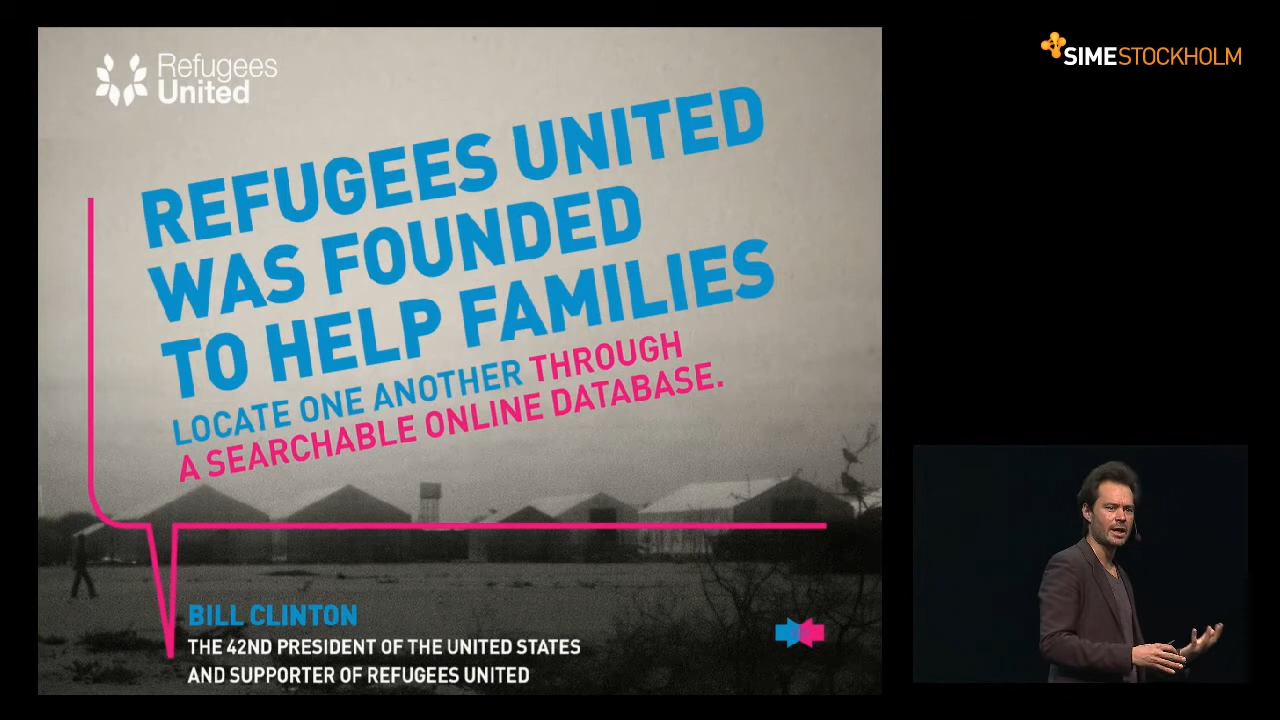 Refugees
United
SIMESTOCKHOLM
REFUGEES UNITED
WAS FOUNDED
TO HELP FAMILIES
LOCATE ONE ANOTHER THROUGH
A SEARCHABLE ONLINE DATABASE.
BILL CLINTON
THE 42ND PRESIDENT OF THE UNITED STATES
AND SUPPORTER OF REFUGEES UNITED